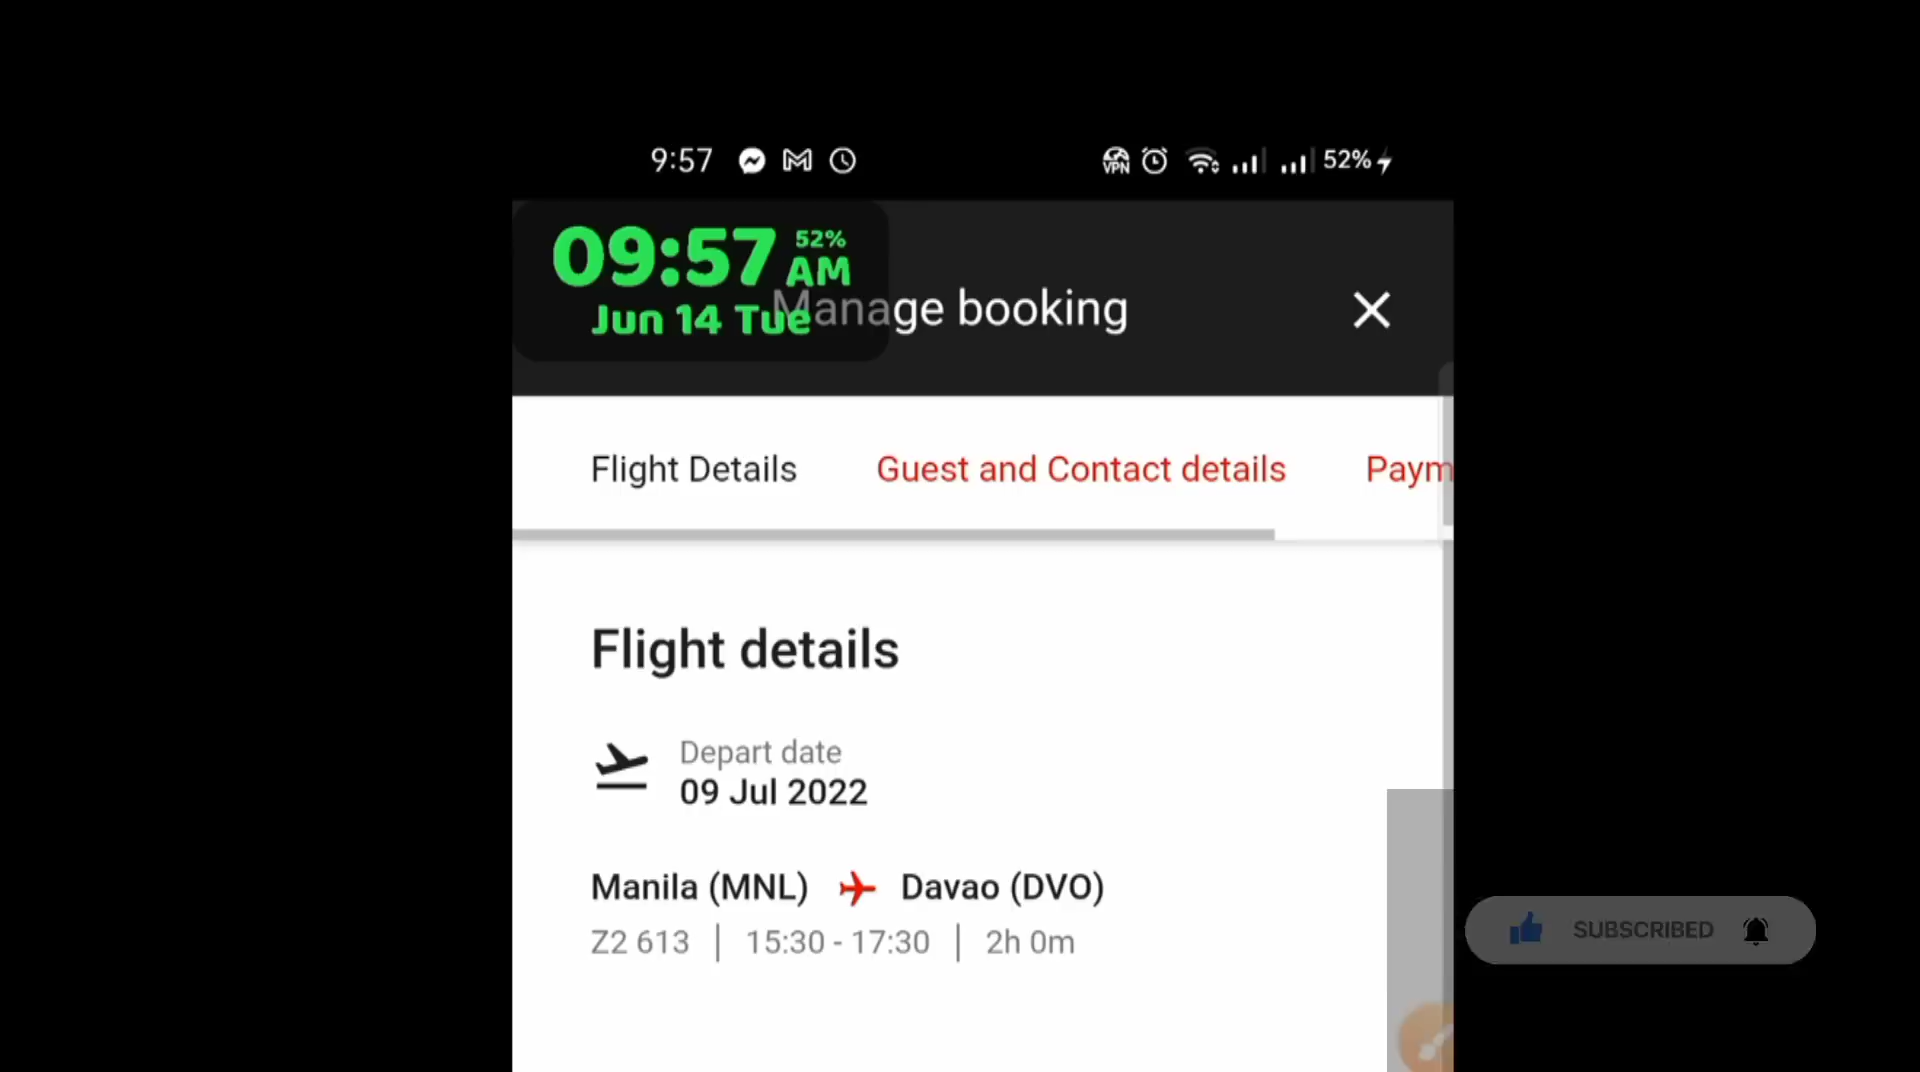 9:57 VPN 52%
09:57 52% AM
Jun 14 Tue
Manage booking
Flight Details Guest and Contact details Paym
Flight details
Depart date
09 Jul 2022
Manila (MNL) Davao (DVO)
Z2 613 | 15:30 - 17:30 | 2h 0m
SUBSCRIBED